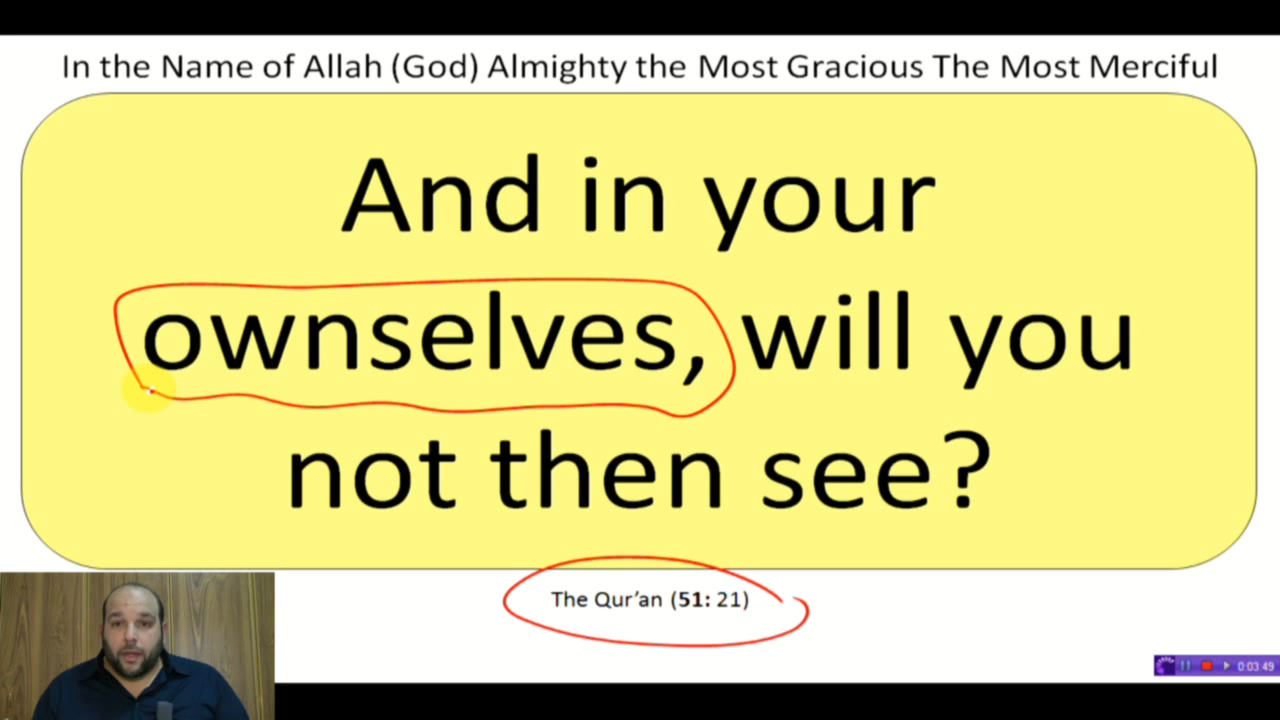 In the Name of Allah (God) Almighty the Most Gracious The Most Merciful
And in your
ownselves, will you
not then see?
The Qur’an (51: 21)
0:03:49